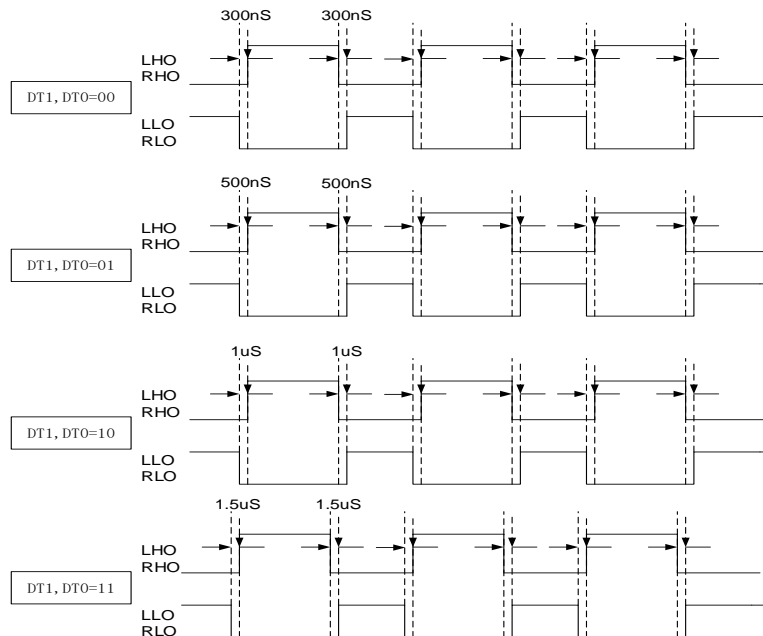 300nS 300nS
LHO
RHO
DT1,DT0=00
LLO
RLO
500nS 500nS
LHO
RHO
DT1,DT0=01
LLO
RLO
1uS 1uS
LHO
RHO
DT1,DT0=10
LLO
RLO
1.5uS 1.5uS
LHO
RHO
DT1,DT0=11
LLO
RLO